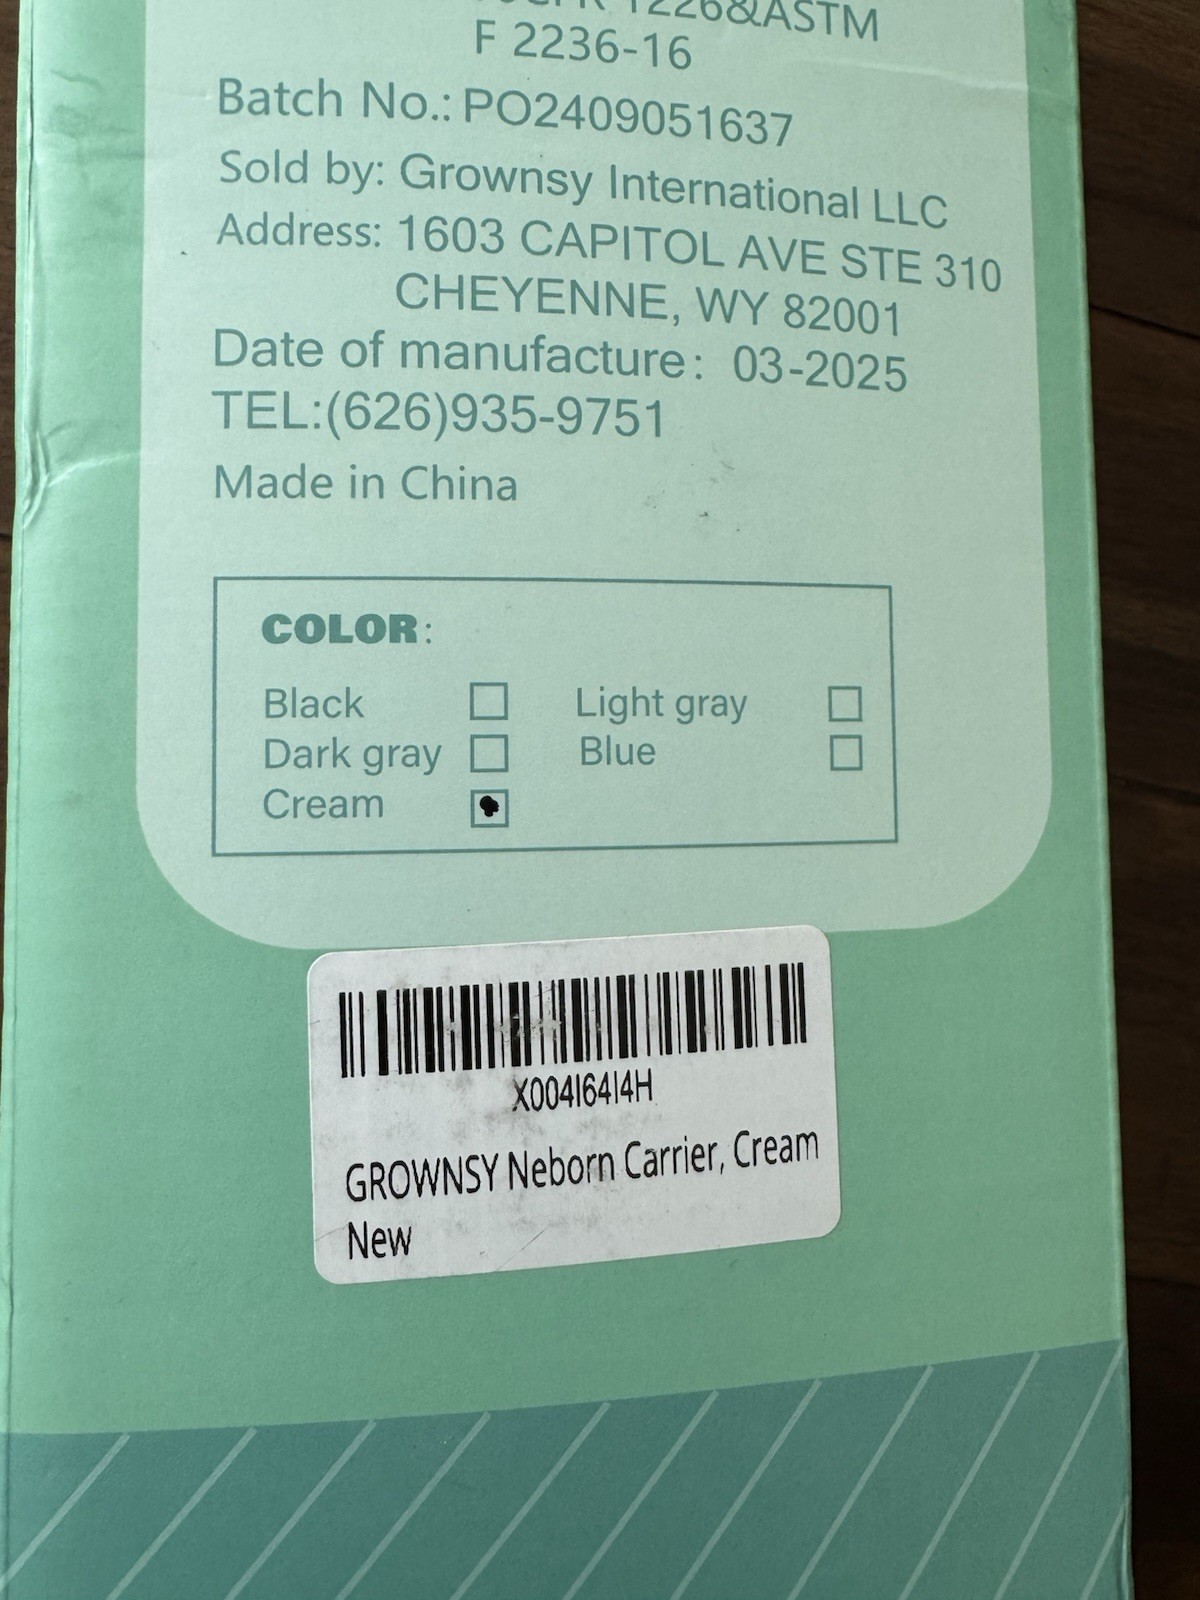 1226&ASTM
F 2236-16
Batch No.: PO2409051637
Sold by: Grownsy International LLC
Address: 1603 CAPITOL AVE STE 310
CHEYENNE, WY 82001
Date of manufacture: 03-2025
TEL:(626)935-9751
Made in China
COLOR:
Black Light gray
Dark gray Blue
Cream
X004I64I4H
GROWNSY Neborn Carrier, Cream
New